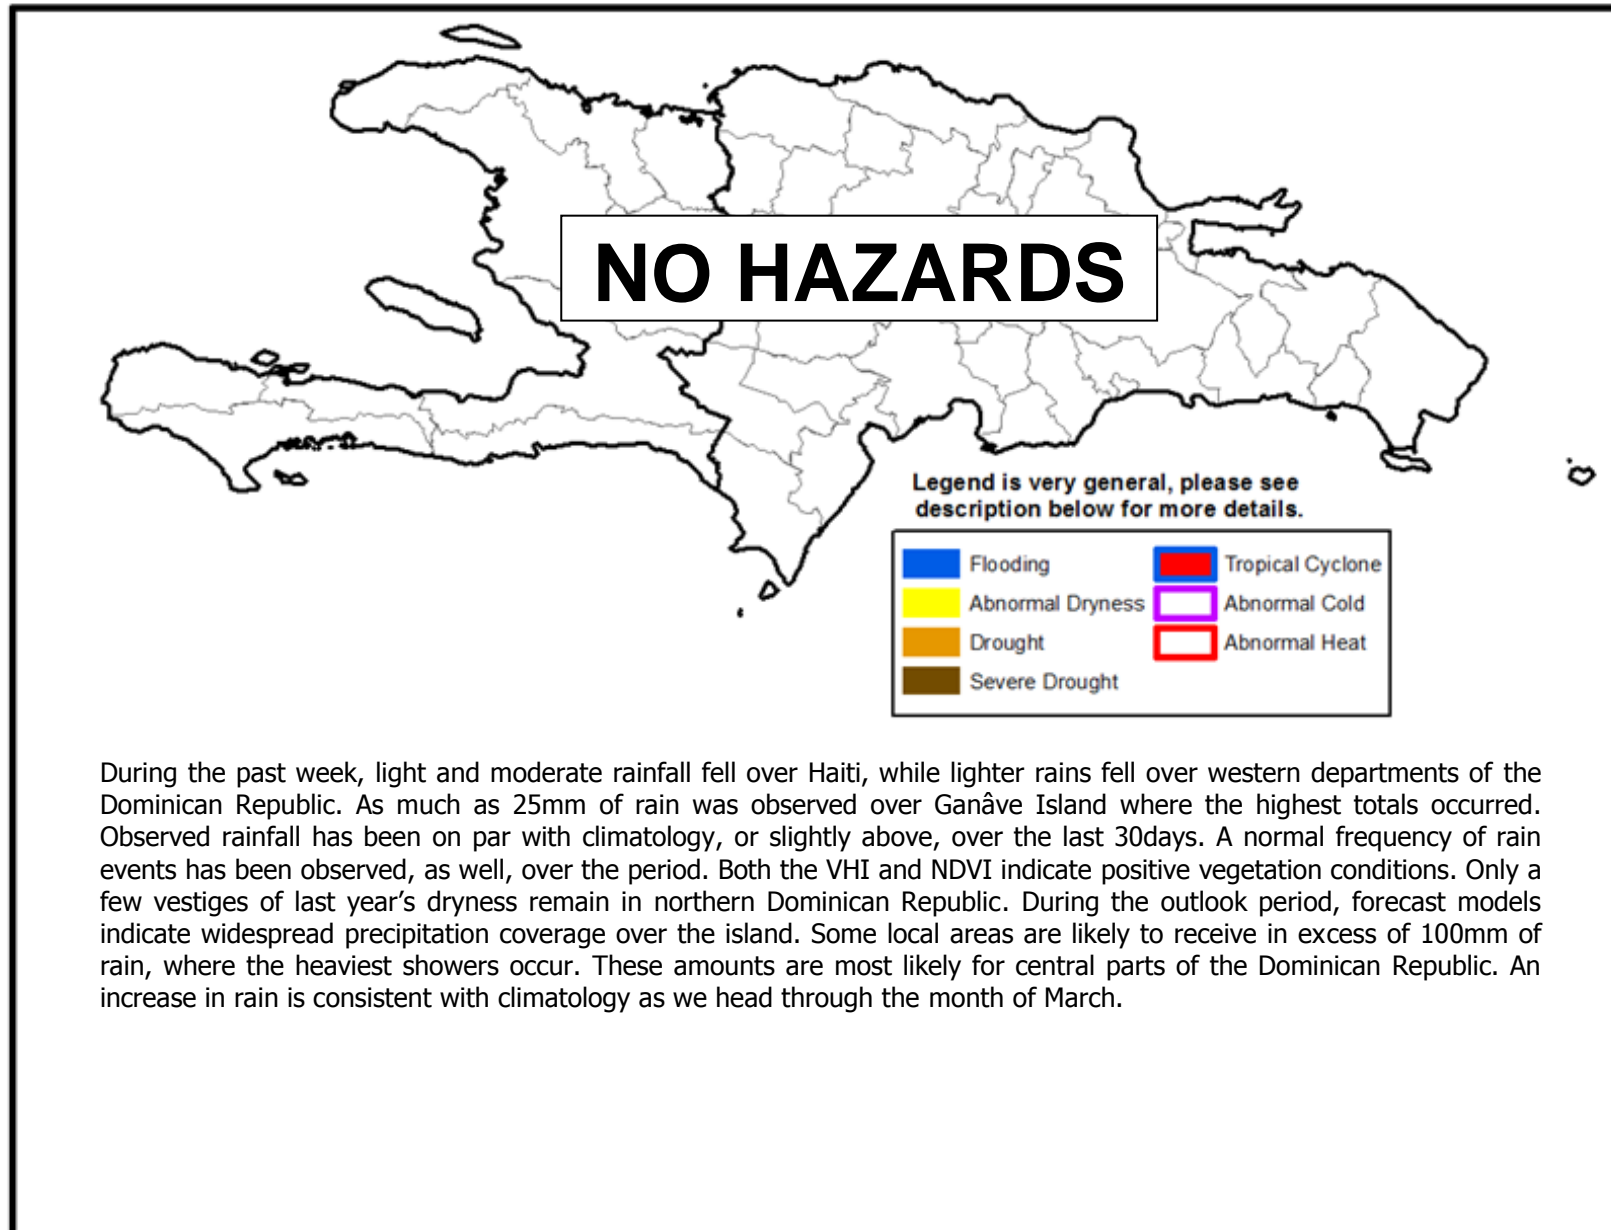 NO HAZARDS
Legend is very general, please see
description below for more details.
Flooding
Tropical Cyclone
Abnormal Dryness
Abnormal Cold
Drought
Abnormal Heat
Severe Drought
During the past week, light and moderate rainfall fell over Haiti, while lighter rains fell over western departments of the
Dominican Republic. As much as 25mm of rain was observed over Ganâve Island where the highest totals occurred.
Observed rainfall has been on par with climatology, or slightly above, over the last 30days. A normal frequency of rain
events has been observed, as well, over the period. Both the VHI and NDVI indicate positive vegetation conditions. Only a
few vestiges of last year’s dryness remain in northern Dominican Republic. During the outlook period, forecast models
indicate widespread precipitation coverage over the island. Some local areas are likely to receive in excess of 100mm of
rain, where the heaviest showers occur. These amounts are most likely for central parts of the Dominican Republic. An
increase in rain is consistent with climatology as we head through the month of March.